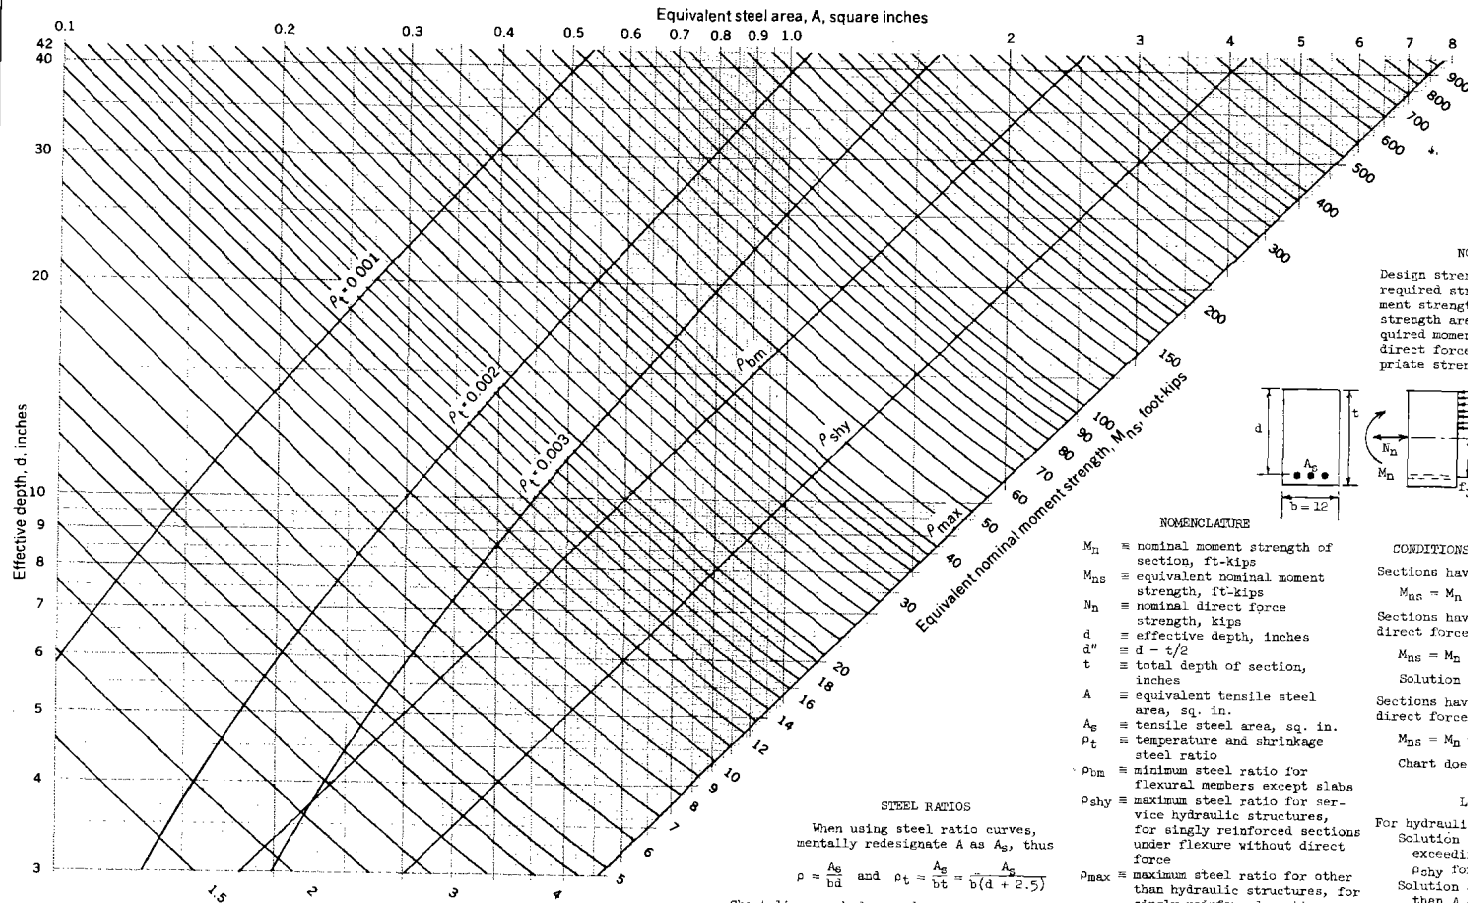 Equivalent steel area, A, square inches
0.1 0.2 0.3 0.4 0.5 0.6 0.7 0.8 0.9 1.0 2 3 4 5 6 7 8
42
40
30
20
10
9
8
7
6
5
4
3
Effective depth, d, inches
ρt = 0.001
ρt = 0.002
ρt = 0.003
ρbm
ρshy
ρmax
1.5 2 3 4 5 6 7 8 9 10 12 14 16 18 20 30 40 50 60 70 80 90 100 150 200 300 400 500 600 700 800 900
Equivalent nominal moment strength, Mns, foot-kips
Design
required
ment
strength
direct
d
t
As
b = 12
Nn
Mn
NOMENCLATURE
Mn ≡ nominal moment strength of
section, ft-kips
Mns ≡ equivalent nominal moment
strength, ft-kips
Nn ≡ nominal direct force
strength, kips
d ≡ effective depth, inches
d" ≡ d − t/2
t ≡ total depth of section,
inches
A ≡ equivalent tensile steel
area, sq. in.
As ≡ tensile steel area, sq. in.
ρt ≡ temperature and shrinkage
steel ratio
ρbm ≡ minimum steel ratio for
flexural members except slabs
ρshy ≡ maximum steel ratio for ser-
vice hydraulic structures,
for singly reinforced sections
under flexure without direct
force
ρmax ≡ maximum steel ratio for other
than hydraulic structures, for
STEEL RATIOS
When using steel ratio curves,
mentally redesignate A as As, thus
ρ = As/bd and ρt = As/bt = As/b(d + 2.5)
CONDITIONS
Sections hav
Mns = Mn
Sections hav
direct force
Mns = Mn
Solution
Sections hav
direct force
Mns = Mn
Chart doe
L
For hydrauli
Solution
exceedi
ρshy fo
Solution
than A